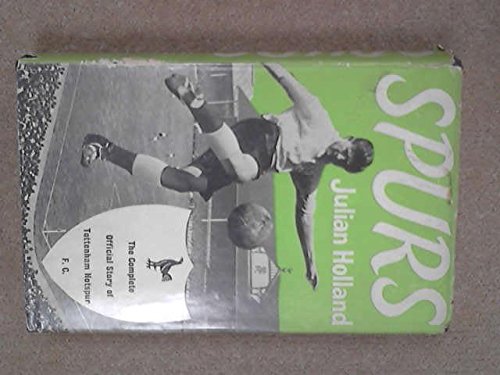 SPURS
Julian Holland
The Complete
Official Story of
Tottenham Hotspur
F. C.